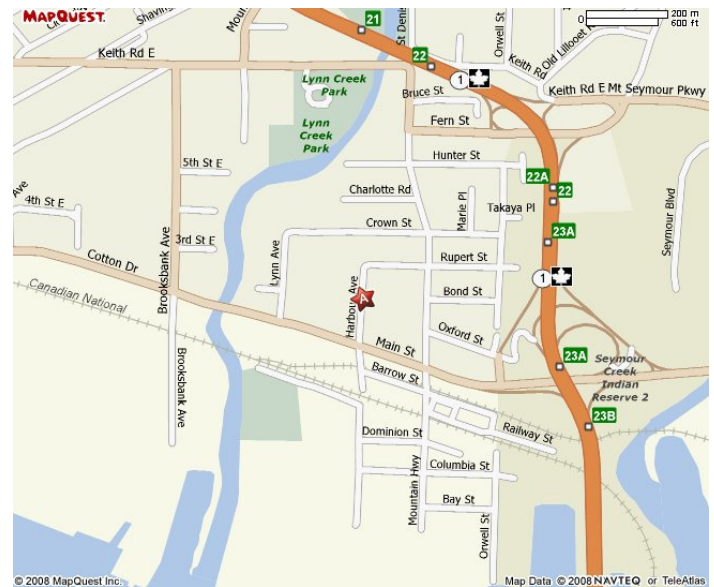 MAPQUEST
Shaving
Moun
21
St Denis
Orwell St
200 m
0
600 ft
Keith Rd E
22
Keith Rd
Old Lillooet
1
Lynn Creek
Park
Bruce St
Keith Rd E
Mt Seymour Pkwy
Lynn
Creek
Park
Fern St
Hunter St
5th St E
22A
22
4th St E
Ave
Charlotte Rd
Marie Pl
Takaya Pl
Seymour Blvd
Crown St
23A
3rd St E
Cotton Dr
Brooksbank Ave
Lynn Ave
Rupert St
1
Canadian National
Harbour Ave
A
Bond St
Oxford St
Main St
23A
Seymour
Creek
Indian
Reserve 2
Brooksbank Ave
Barrow St
23B
Railway St
Dominion St
Mountain Hwy
Columbia St
Bay St
Orwell St
© 2008 MapQuest Inc.
Map Data © 2008 NAVTEQ or TeleAtlas